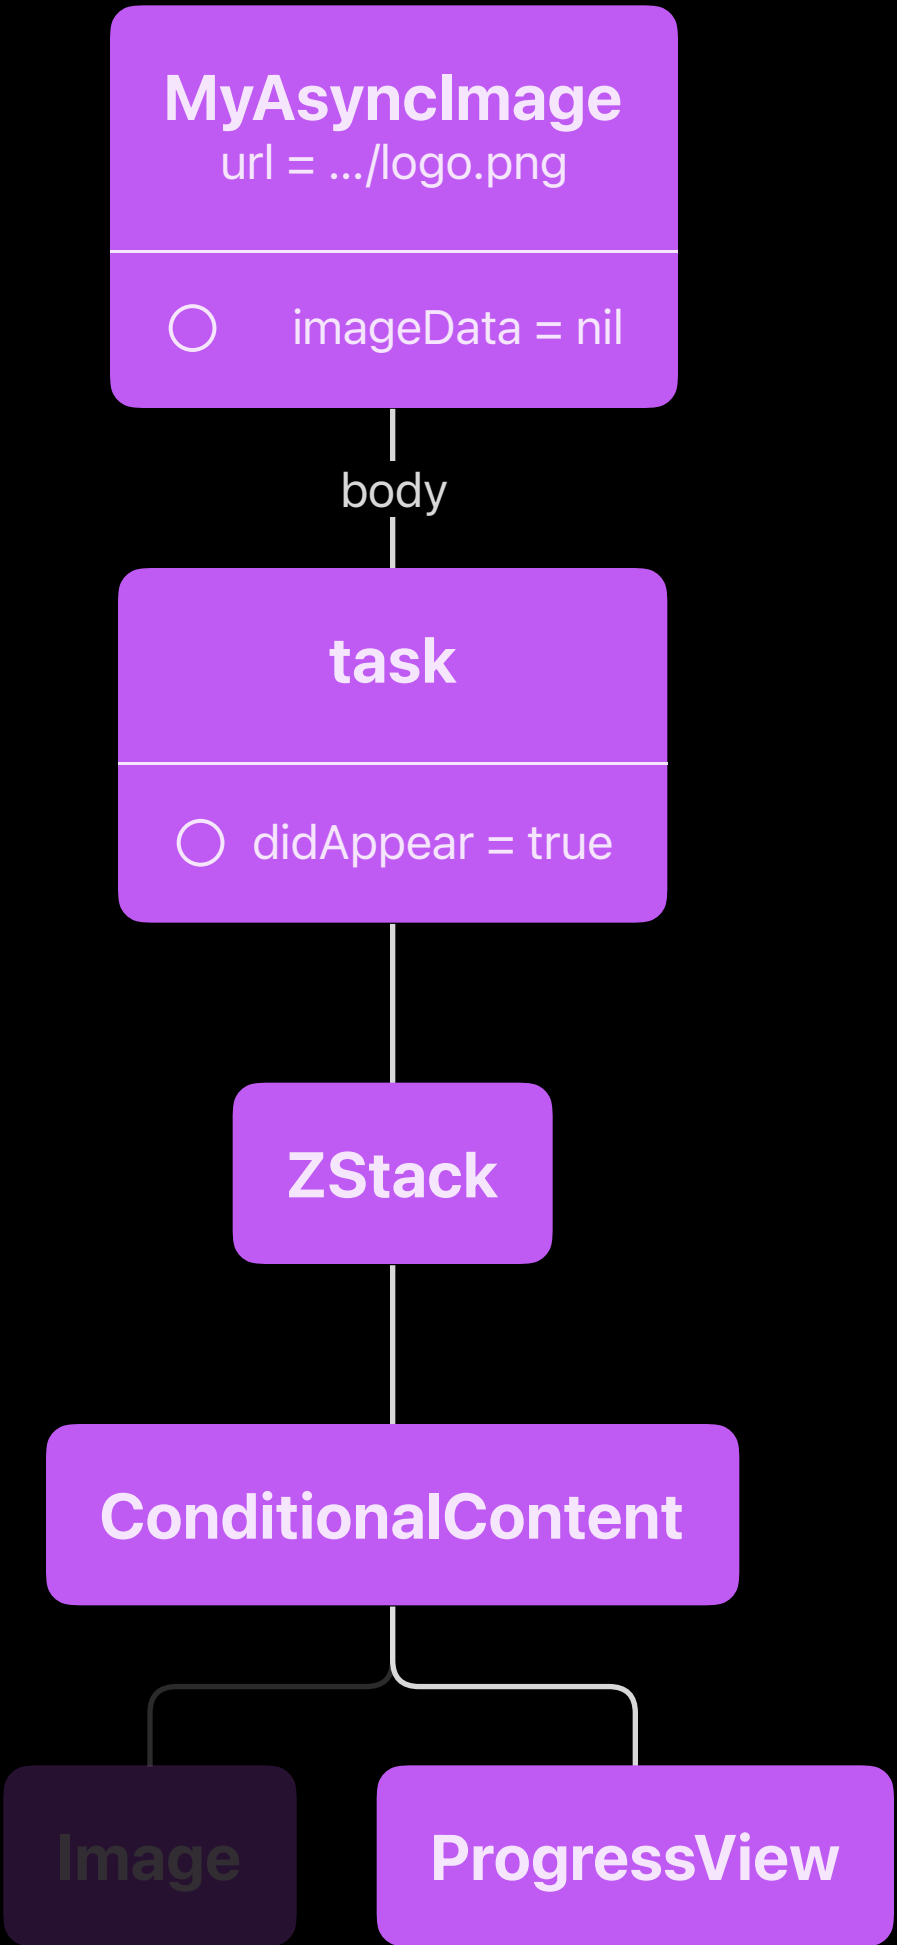 MyAsyncImage
url = .../logo.png
imageData = nil
body
task
didAppear = true
ZStack
ConditionalContent
Image
ProgressView